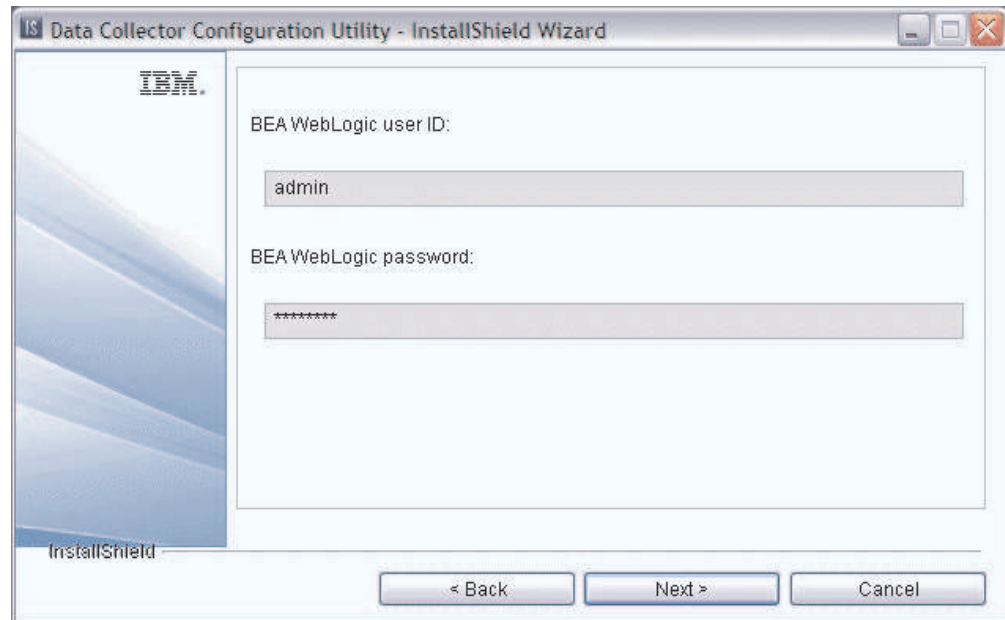 IS Data Collector Configuration Utility - InstallShield Wizard
IBM.
BEA WebLogic user ID:
admin
BEA WebLogic password:
********
InstallShield
< Back
Next >
Cancel